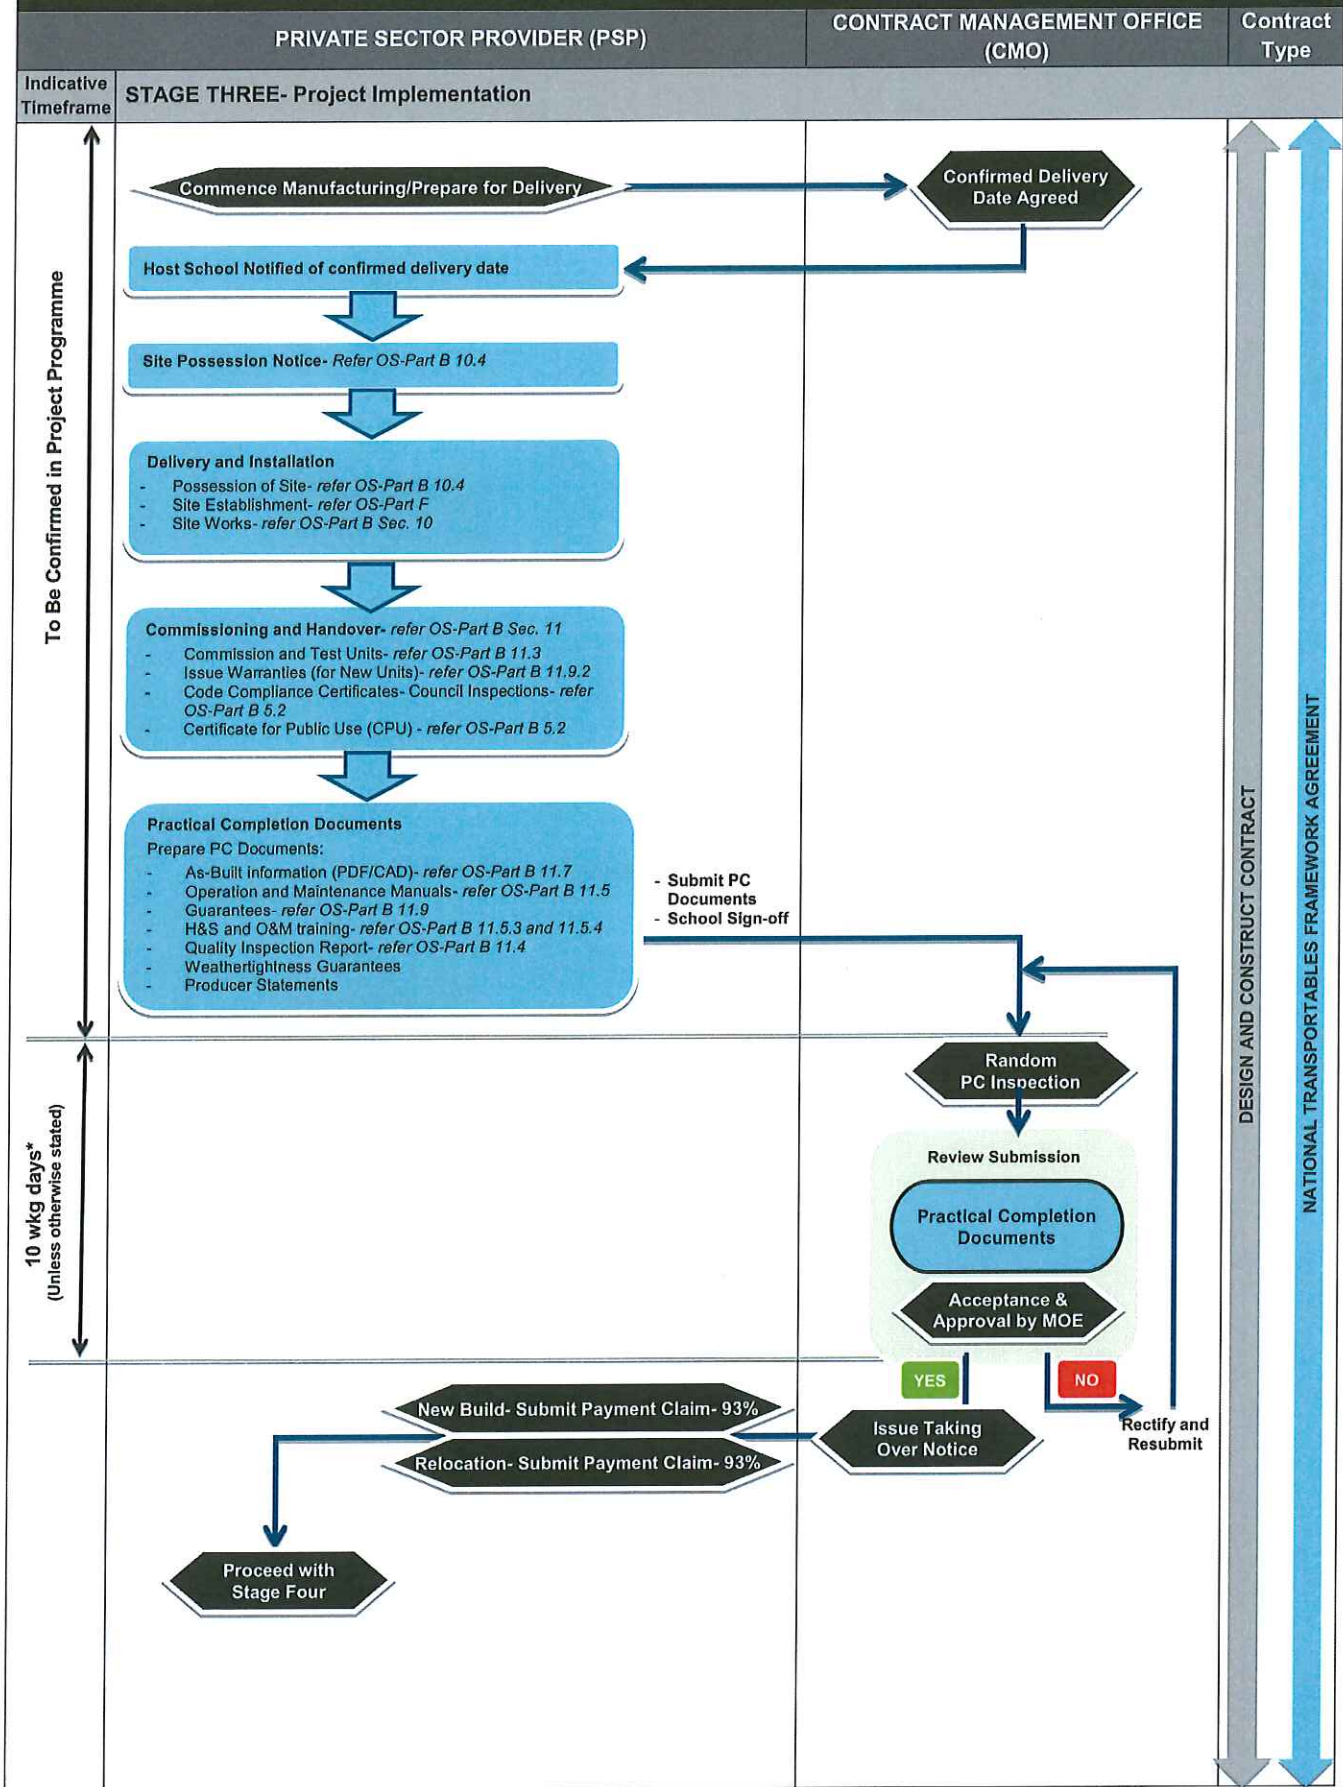 PRIVATE SECTOR PROVIDER (PSP)
CONTRACT MANAGEMENT OFFICE
(CMO)
Contract
Type
Indicative
Timeframe
STAGE THREE- Project Implementation
To Be Confirmed in Project Programme
Commence Manufacturing/Prepare for Delivery
Confirmed Delivery
Date Agreed
Host School Notified of confirmed delivery date
Site Possession Notice- Refer OS-Part B 10.4
Delivery and Installation
- Possession of Site- refer OS-Part B 10.4
- Site Establishment- refer OS-Part F
- Site Works- refer OS-Part B Sec. 10
Commissioning and Handover- refer OS-Part B Sec. 11
- Commission and Test Units- refer OS-Part B 11.3
- Issue Warranties (for New Units)- refer OS-Part B 11.9.2
- Code Compliance Certificates- Council Inspections- refer
OS-Part B 5.2
- Certificate for Public Use (CPU) - refer OS-Part B 5.2
Practical Completion Documents
Prepare PC Documents:
- As-Built information (PDF/CAD)- refer OS-Part B 11.7
- Operation and Maintenance Manuals- refer OS-Part B 11.5
- Guarantees- refer OS-Part B 11.9
- H&S and O&M training- refer OS-Part B 11.5.3 and 11.5.4
- Quality Inspection Report- refer OS-Part B 11.4
- Weathertightness Guarantees
- Producer Statements
- Submit PC
Documents
- School Sign-off
10 wkg days*
(Unless otherwise stated)
Random
PC Inspection
Review Submission
Practical Completion
Documents
Acceptance &
Approval by MOE
YES
NO
New Build- Submit Payment Claim- 93%
Relocation- Submit Payment Claim- 93%
Issue Taking
Over Notice
Rectify and
Resubmit
Proceed with
Stage Four
DESIGN AND CONSTRUCT CONTRACT
NATIONAL TRANSPORTABLES FRAMEWORK AGREEMENT